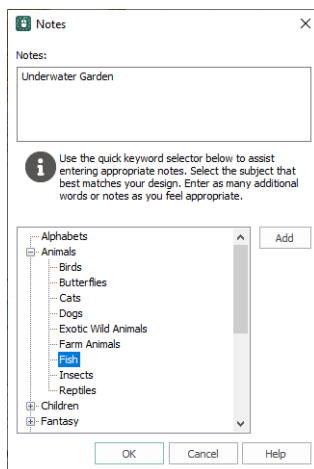 Notes
Notes:
Underwater Garden
Use the quick keyword selector below to assist
entering appropriate notes. Select the subject that
best matches your design. Enter as many additional
words or notes as you feel appropriate.
Alphabets
Add
Animals
Birds
Butterflies
Cats
Dogs
Exotic Wild Animals
Farm Animals
Fish
Insects
Reptiles
Children
Fantasy
OK
Cancel
Help